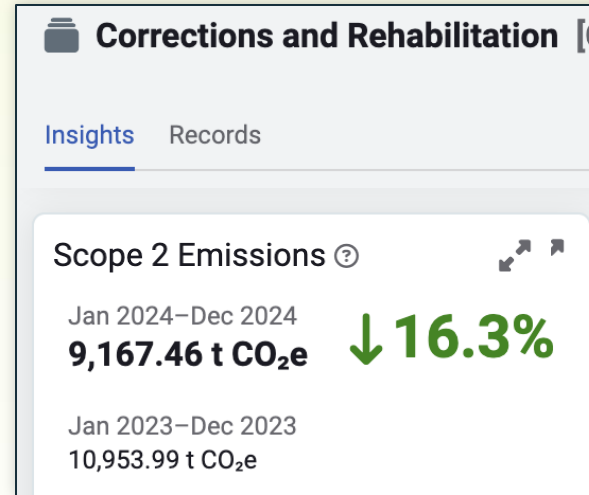 Corrections and Rehabilitation [
Insights Records
Scope 2 Emissions ?
Jan 2024–Dec 2024
9,167.46 t CO₂e ↓16.3%
Jan 2023–Dec 2023
10,953.99 t CO₂e